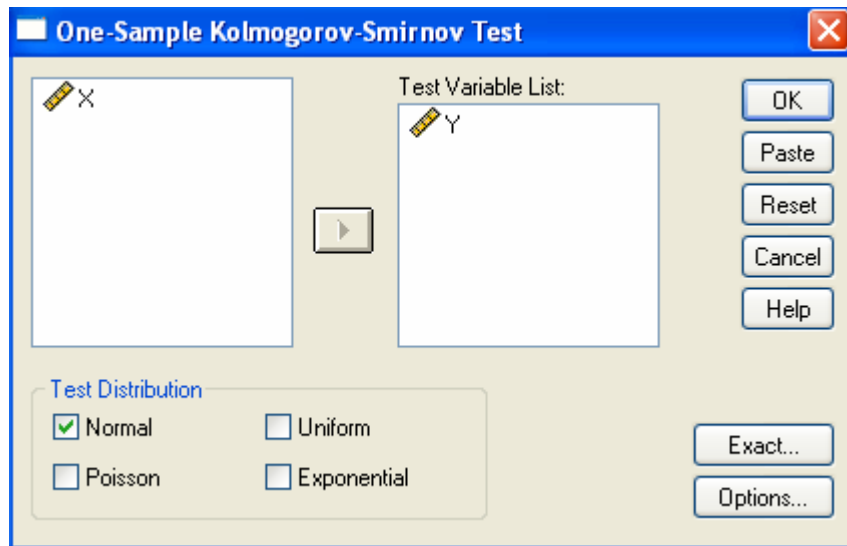 One-Sample Kolmogorov-Smirnov Test
X
Test Variable List:
Y
OK
Paste
Reset
Cancel
Help
Test Distribution
Normal
Uniform
Poisson
Exponential
Exact...
Options...